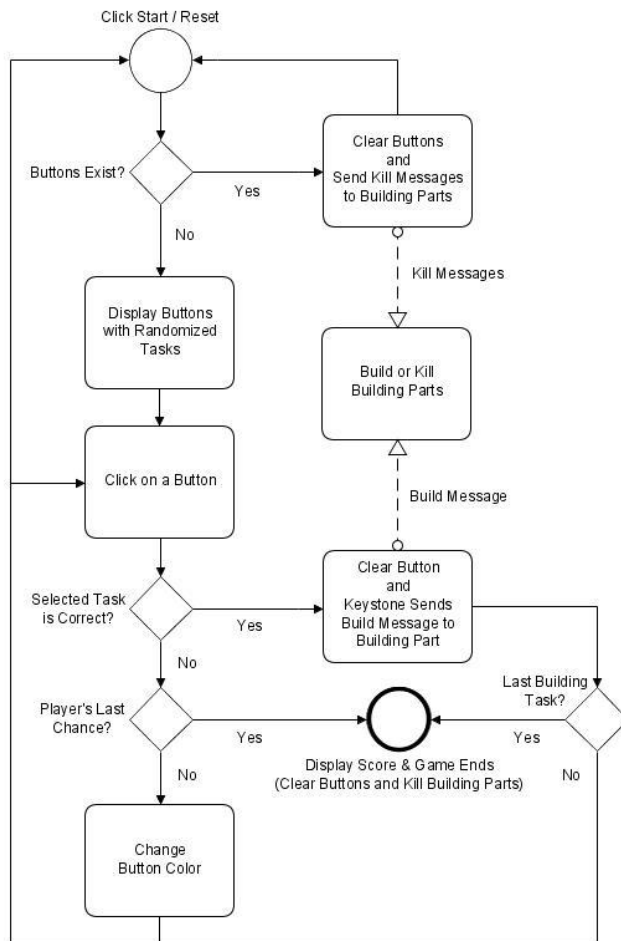 Click Start / Reset
Clear Buttons
and
Send Kill Messages
to Building Parts
Buttons Exist?
Yes
No
Kill Messages
Display Buttons
with Randomized
Tasks
Build or Kill
Building Parts
Click on a Button
Build Message
Clear Button
and
Keystone Sends
Build Message to
Building Part
Selected Task
is Correct?
Yes
No
Last Building
Task?
Player's Last
Chance?
Yes
Yes
Display Score & Game Ends
(Clear Buttons and Kill Building Parts)
No
No
Change
Button Color